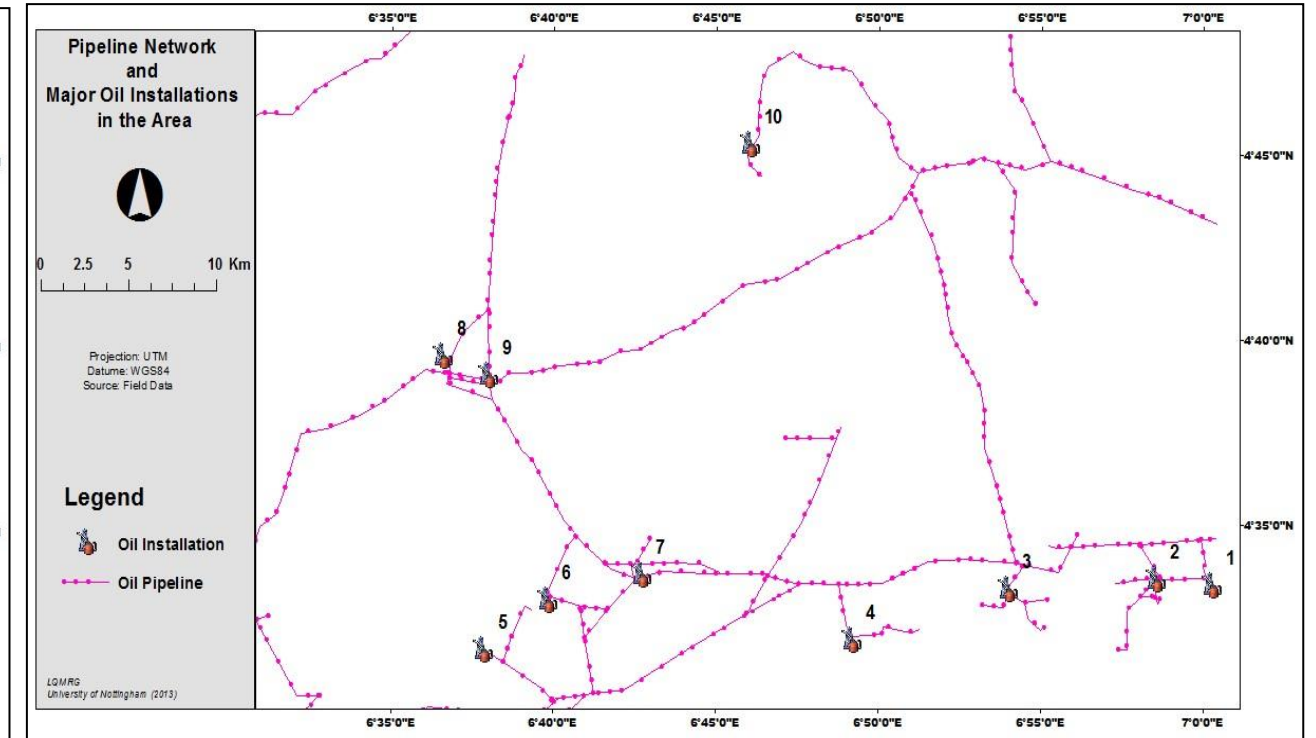 Pipeline Network
and
Major Oil Installations
in the Area
0 2.5 5 10 Km
Projection: UTM
Datume: WGS84
Source: Field Data
Legend
Oil Installation
Oil Pipeline
LQMRG
University of Nottingham (2013)
6°35'0"E 6°40'0"E 6°45'0"E 6°50'0"E 6°55'0"E 7°0'0"E
10
4°45'0"N
8
9
4°40'0"N
4°35'0"N
7
2
1
3
6
4
5
6°35'0"E 6°40'0"E 6°45'0"E 6°50'0"E 6°55'0"E 7°0'0"E